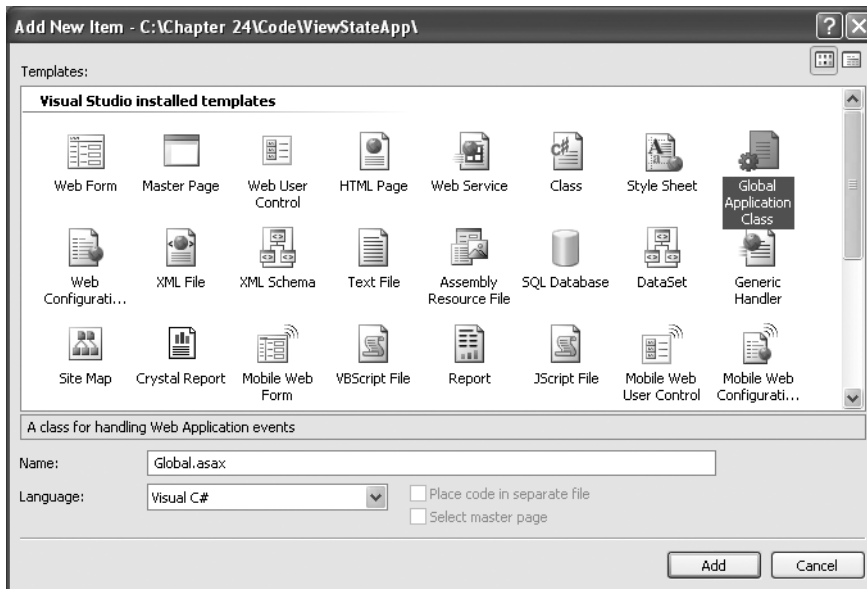 Add New Item - C:\Chapter 24\Code\ViewStateApp\
Templates:
Visual Studio installed templates
Web Form
Master Page
Web User
Control
HTML Page
Web Service
Class
Style Sheet
Global
Application
Class
Web
Configurati...
XML File
XML Schema
Text File
Assembly
Resource File
SQL Database
DataSet
Generic
Handler
Site Map
Crystal Report
Mobile Web
Form
VBScript File
Report
JScript File
Mobile Web
User Control
Mobile Web
Configurati...
A class for handling Web Application events
Name:
Global.asax
Language:
Visual C#
Place code in separate file
Select master page
Add
Cancel